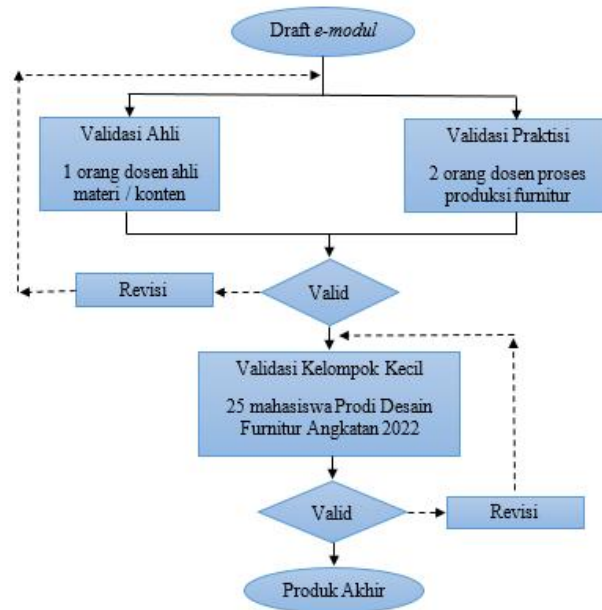 Draft e-modul
Validasi Ahli
1 orang dosen ahli
materi / konten
Validasi Praktisi
2 orang dosen proses
produksi furnitur
Revisi
Valid
Validasi Kelompok Kecil
25 mahasiswa Prodi Desain
Furnitur Angkatan 2022
Valid
Revisi
Produk Akhir